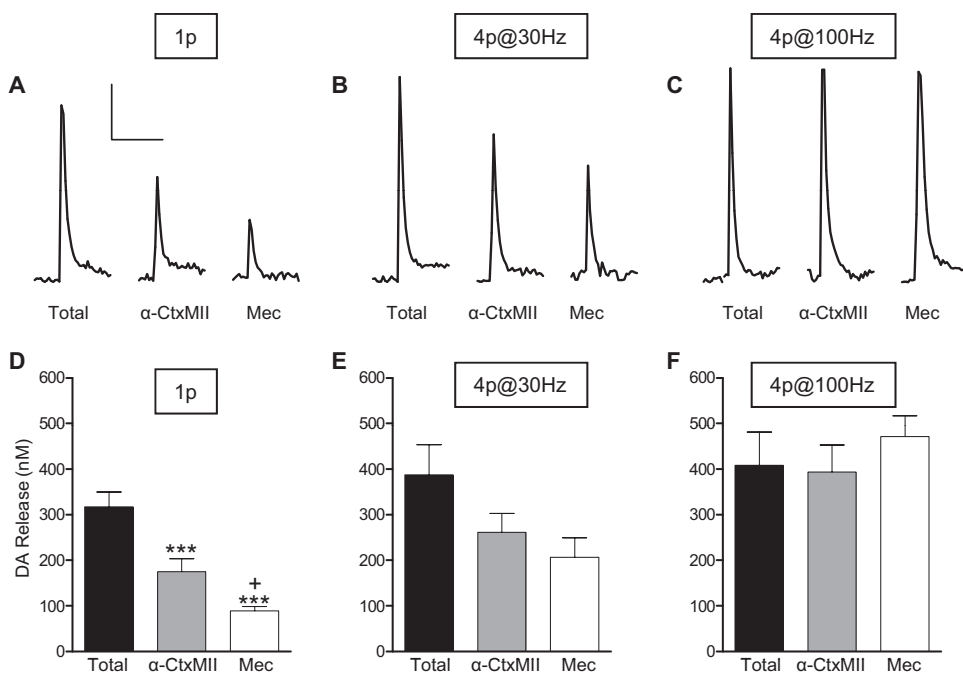 1p
4p@30Hz
4p@100Hz
A
B
C
Total
α-CtxMII
Mec
Total
α-CtxMII
Mec
Total
α-CtxMII
Mec
D
E
F
1p
4p@30Hz
4p@100Hz
DA Release (nM)
600
500
400
300
200
100
0
***
+
***
Total
α-CtxMII
Mec
600
500
400
300
200
100
0
Total
α-CtxMII
Mec
600
500
400
300
200
100
0
Total
α-CtxMII
Mec